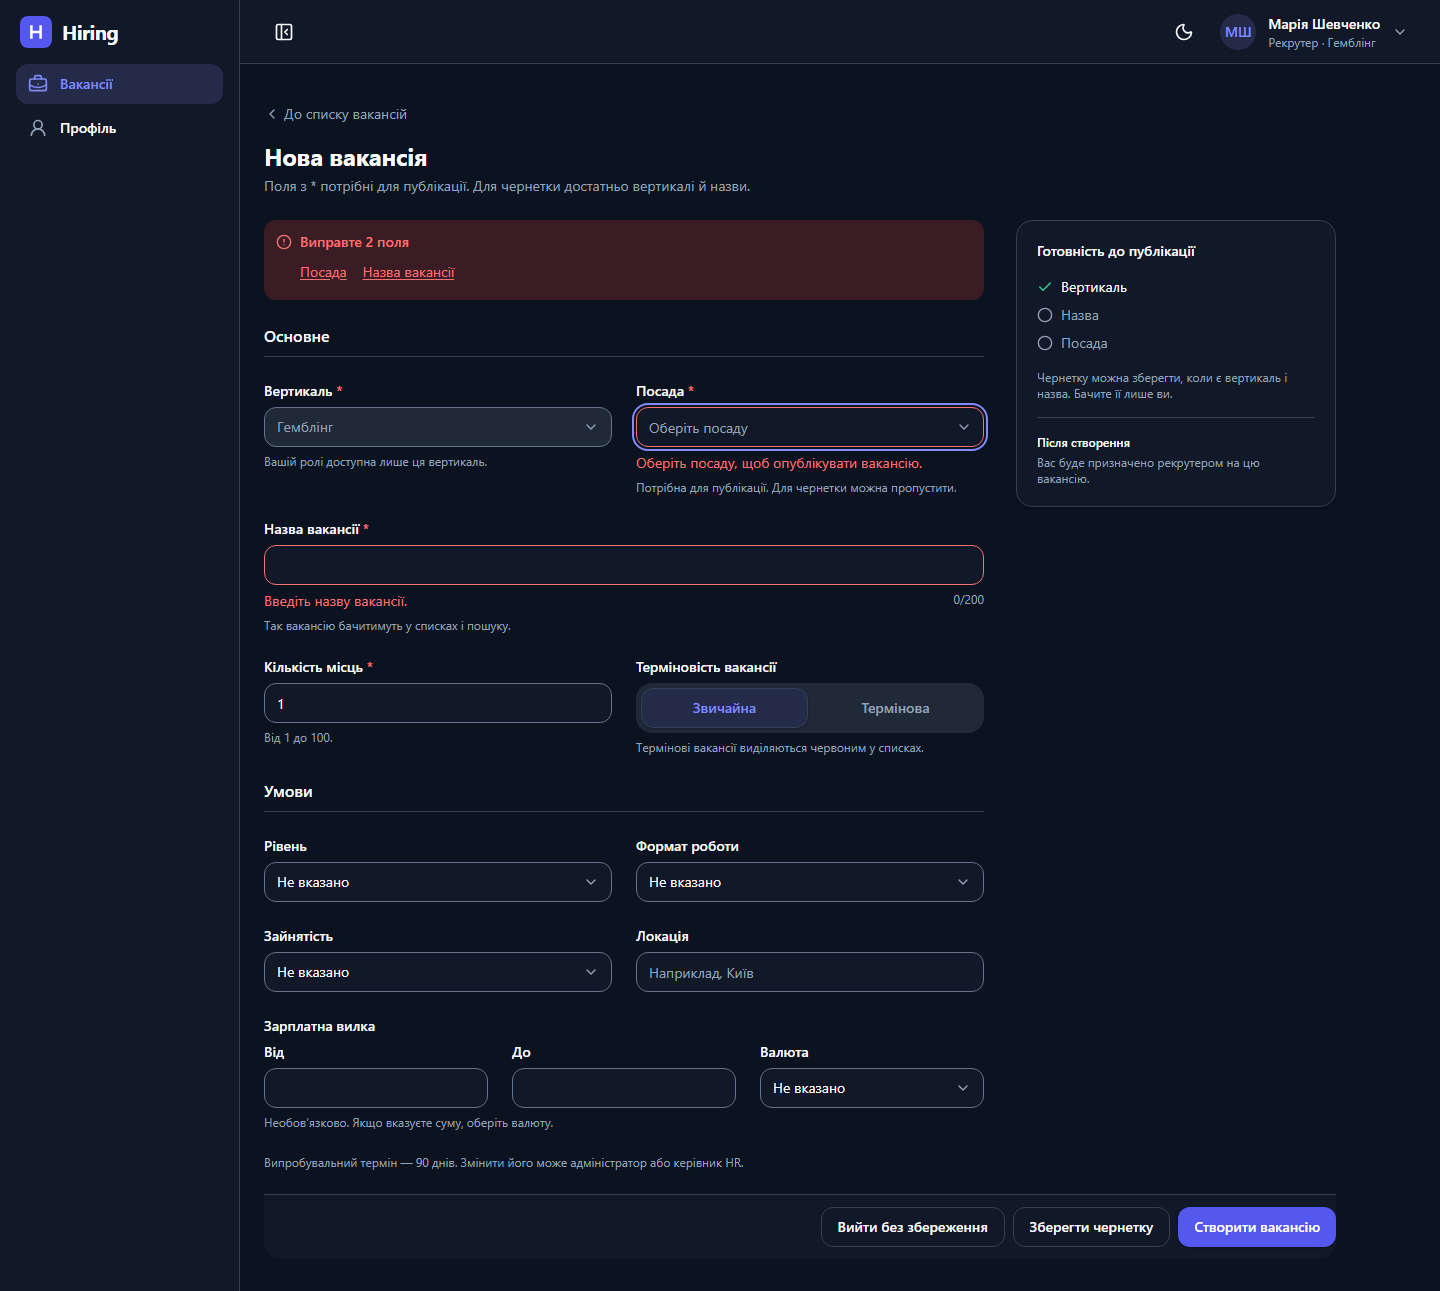 H Hiring
Вакансії
Профіль
МШ
Марія Шевченко
Рекрутер · Гемблінг
До списку вакансій
Нова вакансія
Поля з * потрібні для публікації. Для чернетки достатньо вертикалі й назви.
Виправте 2 поля
Посада Назва вакансії
Основне
Вертикаль *
Гемблінг
Вашій ролі доступна лише ця вертикаль.
Посада *
Оберіть посаду
Оберіть посаду, щоб опублікувати вакансію.
Потрібна для публікації. Для чернетки можна пропустити.
Назва вакансії *
Введіть назву вакансії.
0/200
Так вакансію бачитимуть у списках і пошуку.
Кількість місць *
1
Від 1 до 100.
Терміновість вакансії
Звичайна Термінова
Термінові вакансії виділяються червоним у списках.
Умови
Рівень
Не вказано
Формат роботи
Не вказано
Зайнятість
Не вказано
Локація
Наприклад, Київ
Зарплатна вилка
Від
До
Валюта
Не вказано
Необов'язково. Якщо вказуєте суму, оберіть валюту.
Випробувальний термін — 90 днів. Змінити його може адміністратор або керівник HR.
Готовність до публікації
Вертикаль
Назва
Посада
Чернетку можна зберегти, коли є вертикаль і
назва. Бачите її лише ви.
Після створення
Вас буде призначено рекрутером на цю
вакансію.
Вийти без збереження
Зберегти чернетку
Створити вакансію